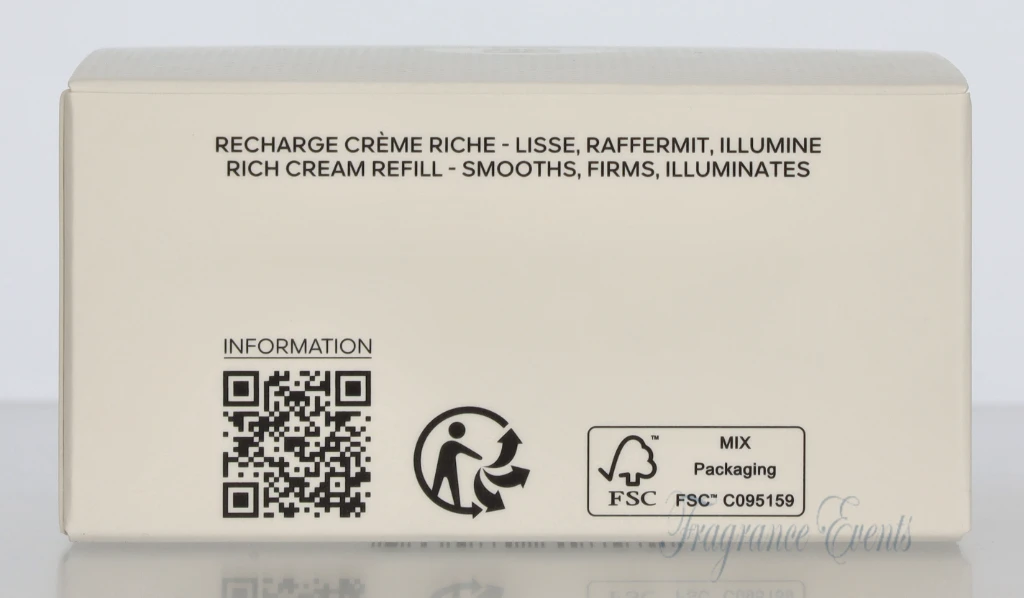 RECHARGE CRÈME RICHE - LISSE, RAFFERMIT, ILLUMINE
RICH CREAM REFILL - SMOOTHS, FIRMS, ILLUMINATES
INFORMATION
FSC
™
MIX
Packaging
FSC™ C095159
Fragrance Events